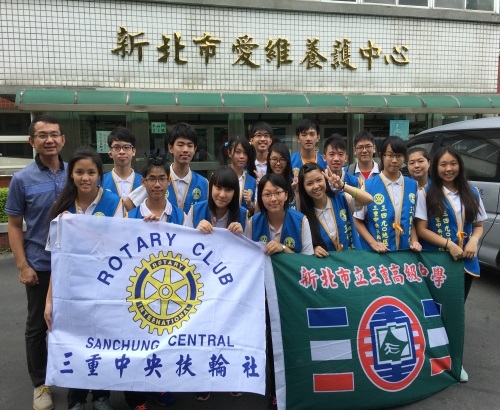 新北市愛維養護中心
ROTARY CLUB
ROTARY
INTERNATIONAL
SANCHUNG CENTRAL
三重中央扶輪社
新北市立三重高級中學